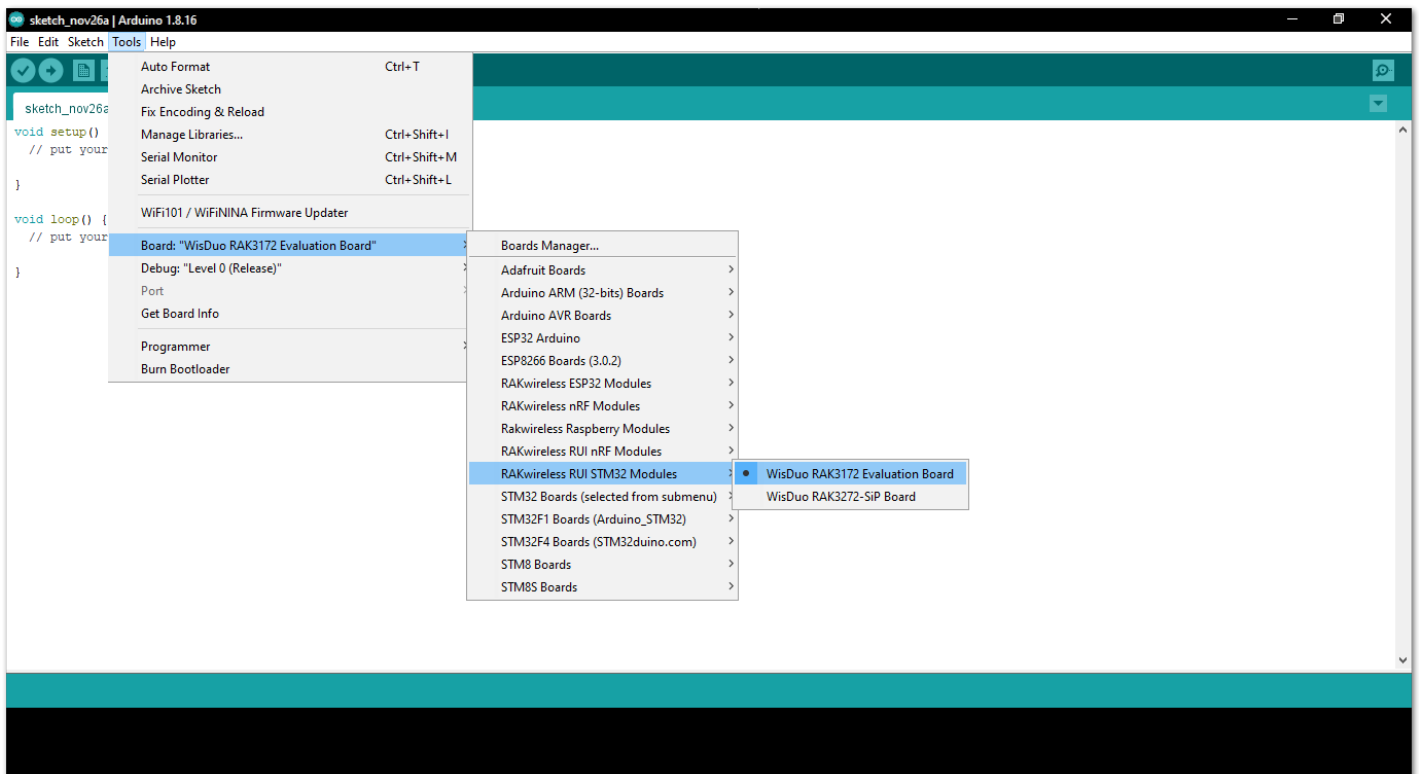 sketch_nov26a | Arduino 1.8.16
File Edit Sketch Tools Help
sketch_nov26a
void setup()
// put your
}
void loop() {
// put your
}
Auto Format Ctrl+T
Archive Sketch
Fix Encoding & Reload
Manage Libraries... Ctrl+Shift+I
Serial Monitor Ctrl+Shift+M
Serial Plotter Ctrl+Shift+L
WiFi101 / WiFiNINA Firmware Updater
Board: "WisDuo RAK3172 Evaluation Board"
Debug: "Level 0 (Release)"
Port
Get Board Info
Programmer
Burn Bootloader
Boards Manager...
Adafruit Boards
Arduino ARM (32-bits) Boards
Arduino AVR Boards
ESP32 Arduino
ESP8266 Boards (3.0.2)
RAKwireless ESP32 Modules
RAKwireless nRF Modules
Rakwireless Raspberry Modules
RAKwireless RUI nRF Modules
RAKwireless RUI STM32 Modules
STM32 Boards (selected from submenu)
STM32F1 Boards (Arduino_STM32)
STM32F4 Boards (STM32duino.com)
STM8 Boards
STM8S Boards
WisDuo RAK3172 Evaluation Board
WisDuo RAK3272-SiP Board